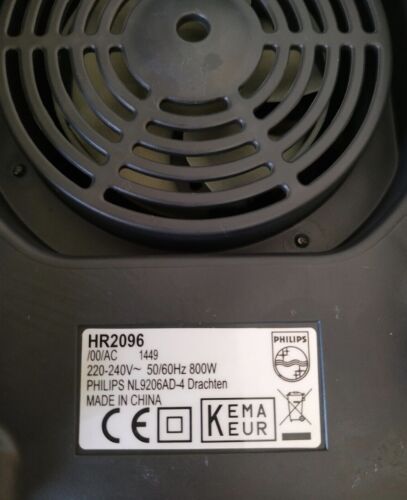 HR2096
/00/AC 1449
220-240V~ 50/60Hz 800W
PHILIPS NL9206AD-4 Drachten
MADE IN CHINA
PHILIPS
CE
KEMA
KEUR